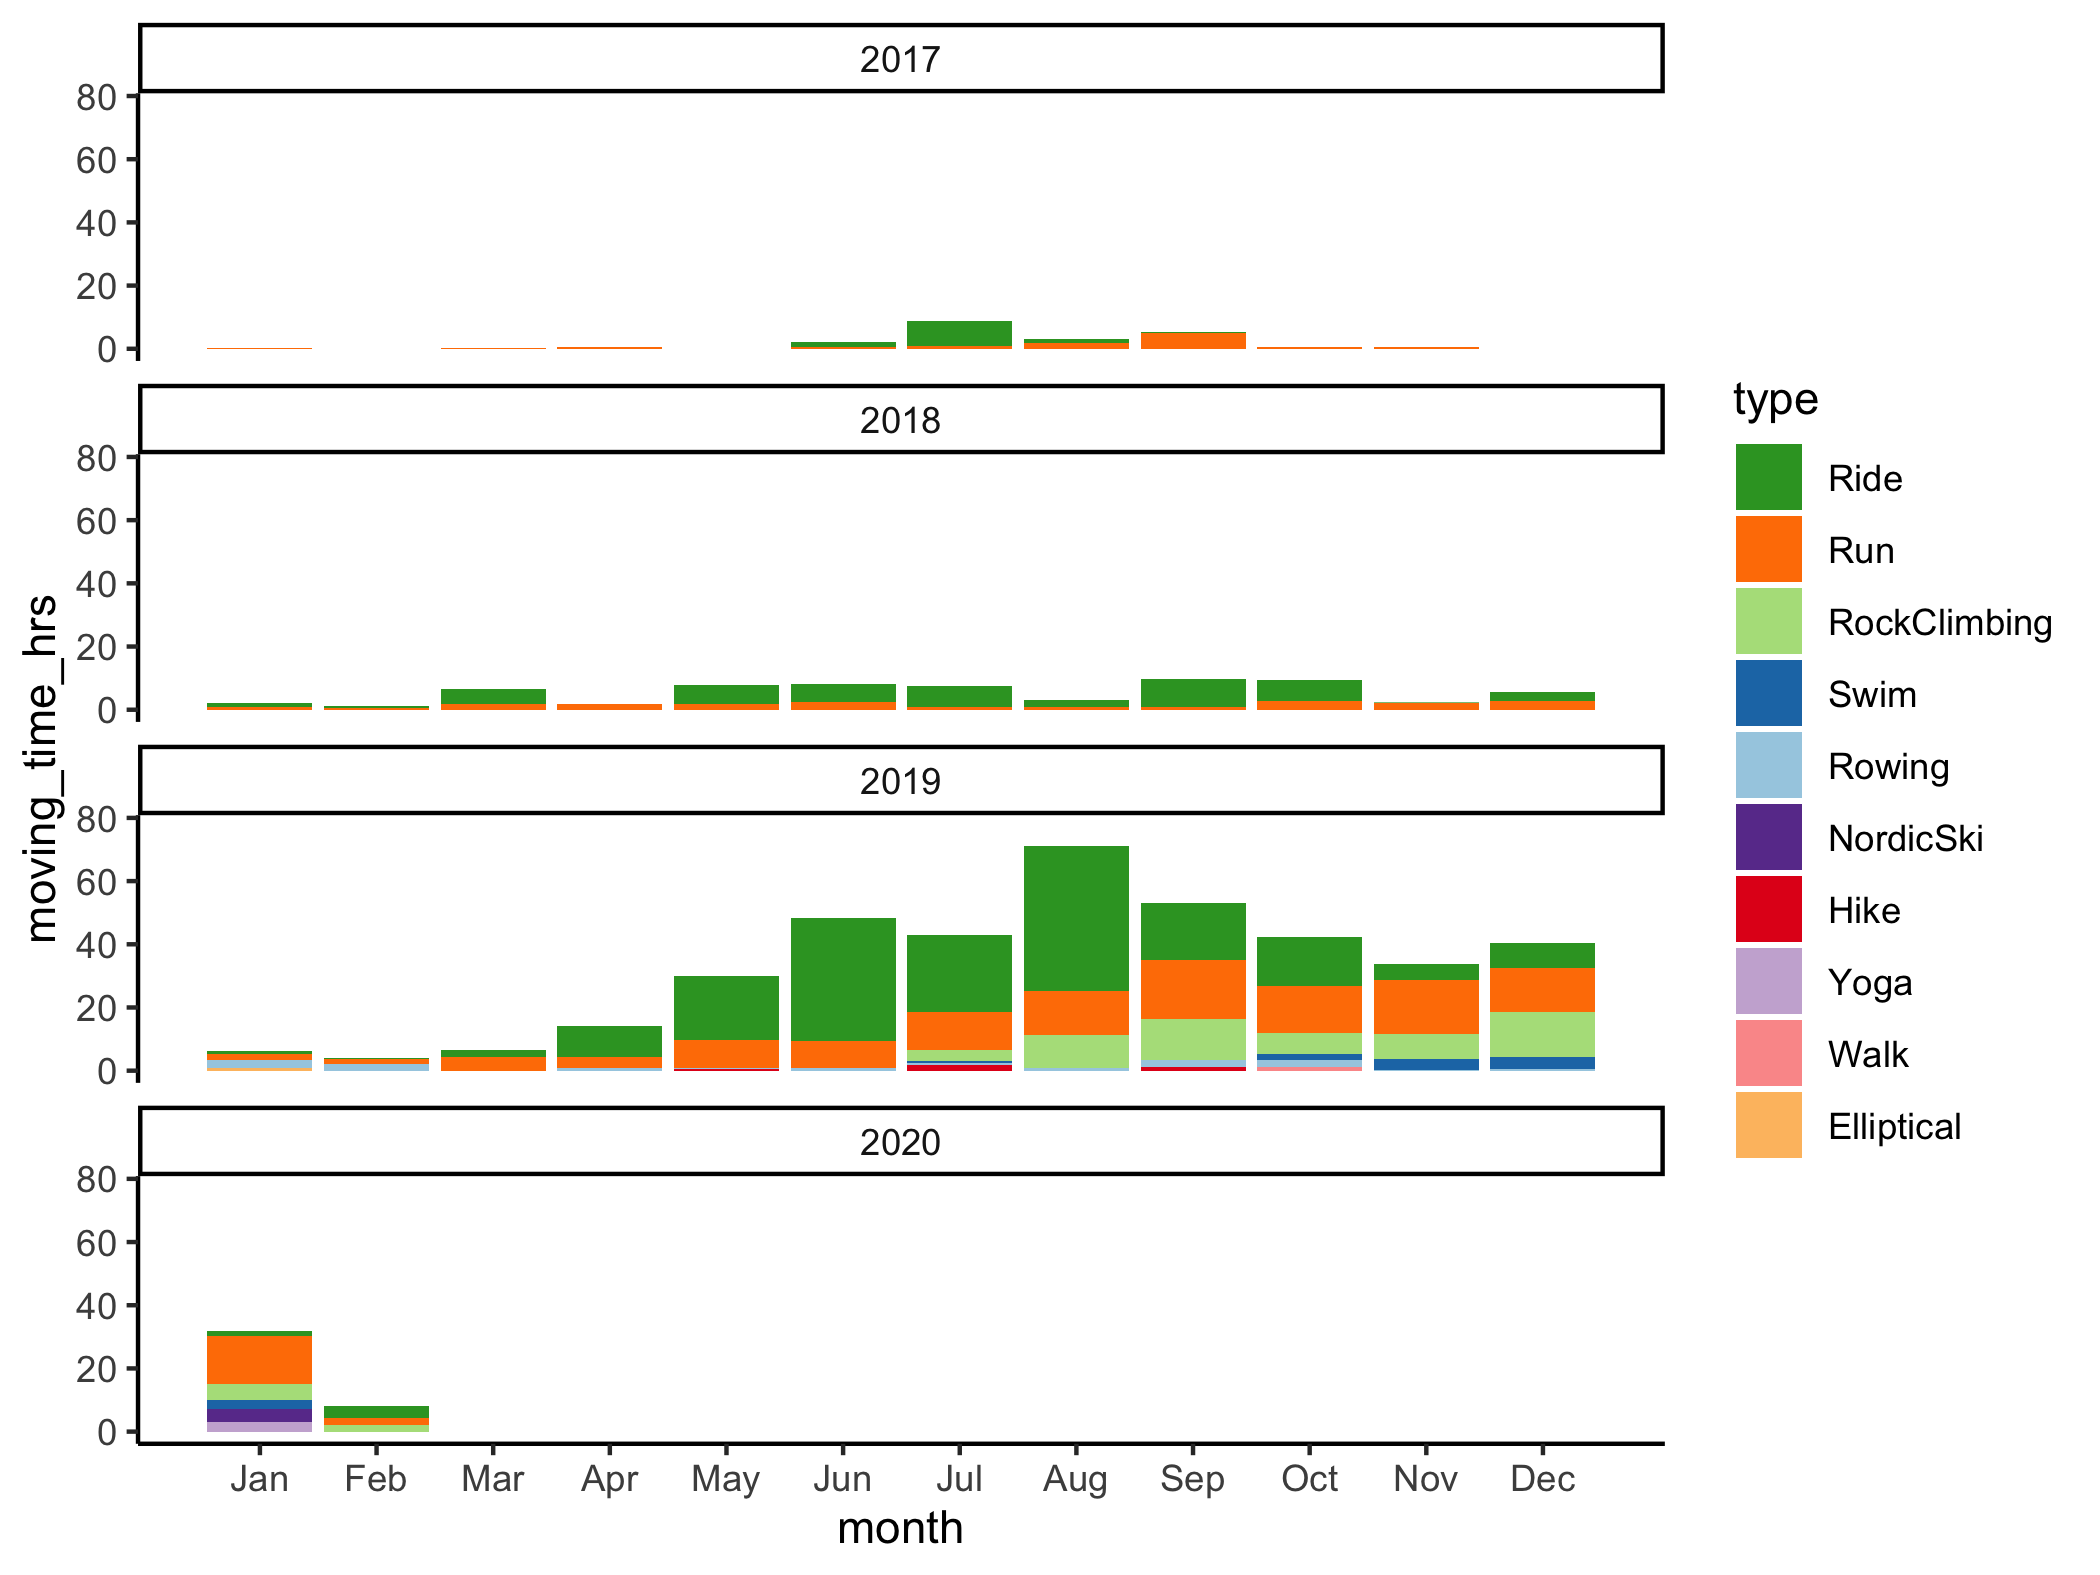 2017
80
60
40
20
0
2018
80
60
40
20
0
2019
80
60
40
20
0
2020
80
60
40
20
0
Jan Feb Mar Apr May Jun Jul Aug Sep Oct Nov Dec
month
moving_time_hrs
type
Ride
Run
RockClimbing
Swim
Rowing
NordicSki
Hike
Yoga
Walk
Elliptical